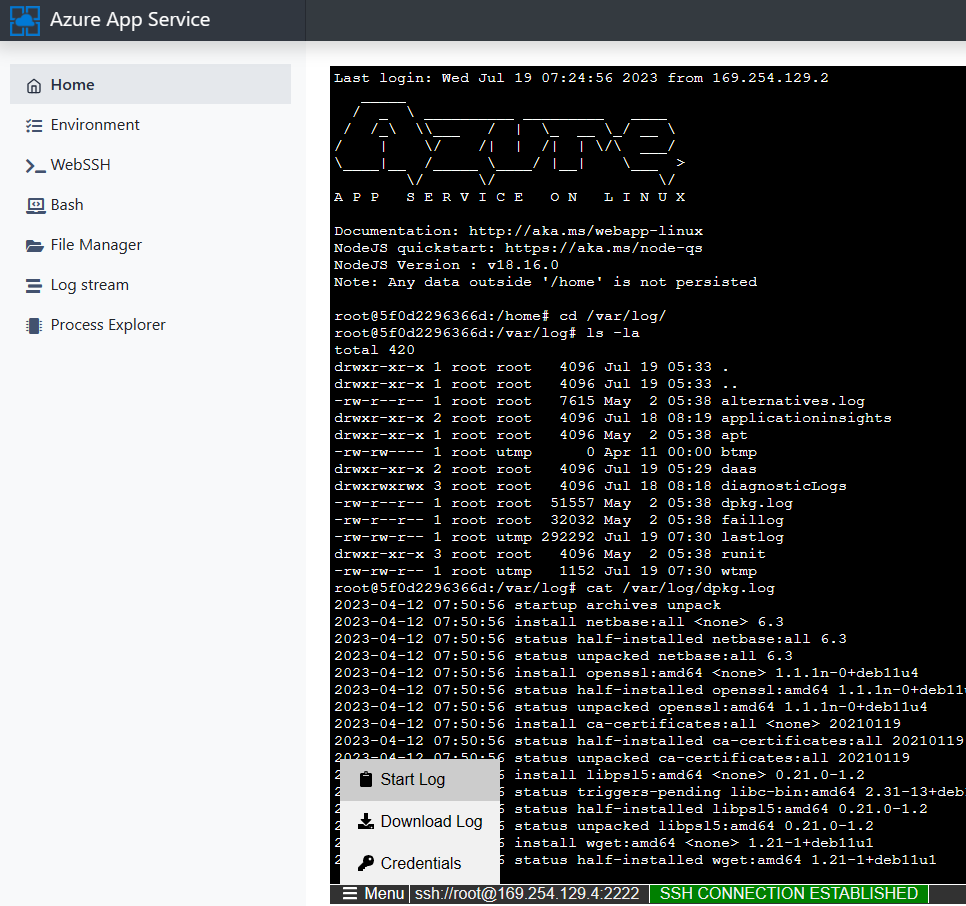 Azure App Service
Home
Environment
WebSSH
Bash
File Manager
Log stream
Process Explorer
Last login: Wed Jul 19 07:24:56 2023 from 169.254.129.2
Azure
A P P   S E R V I C E   O N   L I N U X
Documentation: http://aka.ms/webapp-linux
NodeJS quickstart: https://aka.ms/node-qs
NodeJS Version : v18.16.0
Note: Any data outside '/home' is not persisted
root@5f0d2296366d:/home# cd /var/log/
root@5f0d2296366d:/var/log# ls -la
total 420
drwxr-xr-x 1 root root   4096 Jul 19 05:33 .
drwxr-xr-x 1 root root   4096 Jul 19 05:33 ..
-rw-r--r-- 1 root root   7615 May  2 05:38 alternatives.log
drwxr-xr-x 2 root root   4096 Jul 18 08:19 applicationinsights
drwxr-xr-x 1 root root   4096 May  2 05:38 apt
-rw-rw---- 1 root utmp      0 Apr 11 00:00 btmp
drwxr-xr-x 2 root root   4096 Jul 19 05:29 daas
drwxrwxrwx 3 root root   4096 Jul 18 08:18 diagnosticLogs
-rw-r--r-- 1 root root  51557 May  2 05:38 dpkg.log
-rw-r--r-- 1 root root  32032 May  2 05:38 faillog
-rw-rw-r-- 1 root utmp 292292 Jul 19 07:30 lastlog
drwxr-xr-x 3 root root   4096 May  2 05:38 runit
-rw-rw-r-- 1 root utmp   1152 Jul 19 07:30 wtmp
root@5f0d2296366d:/var/log# cat /var/log/dpkg.log
2023-04-12 07:50:56 startup archives unpack
2023-04-12 07:50:56 install netbase:all <none> 6.3
2023-04-12 07:50:56 status half-installed netbase:all 6.3
2023-04-12 07:50:56 status unpacked netbase:all 6.3
2023-04-12 07:50:56 install openssl:amd64 <none> 1.1.1n-0+deb11u4
2023-04-12 07:50:56 status half-installed openssl:amd64 1.1.1n-0+deb11u
2023-04-12 07:50:56 status unpacked openssl:amd64 1.1.1n-0+deb11u4
2023-04-12 07:50:56 install ca-certificates:all <none> 20210119
2023-04-12 07:50:56 status half-installed ca-certificates:all 20210119
2023-04-12 07:50:56 status unpacked ca-certificates:all 20210119
2 6 install libpsl5:amd64 <none> 0.21.0-1.2
2 6 status triggers-pending libc-bin:amd64 2.31-13+deb
2 6 status half-installed libpsl5:amd64 0.21.0-1.2
2 6 status unpacked libpsl5:amd64 0.21.0-1.2
2 6 install wget:amd64 <none> 1.21-1+deb11u1
2 6 status half-installed wget:amd64 1.21-1+deb11u1
Start Log
Download Log
Credentials
Menu
ssh://root@169.254.129.4:2222
SSH CONNECTION ESTABLISHED